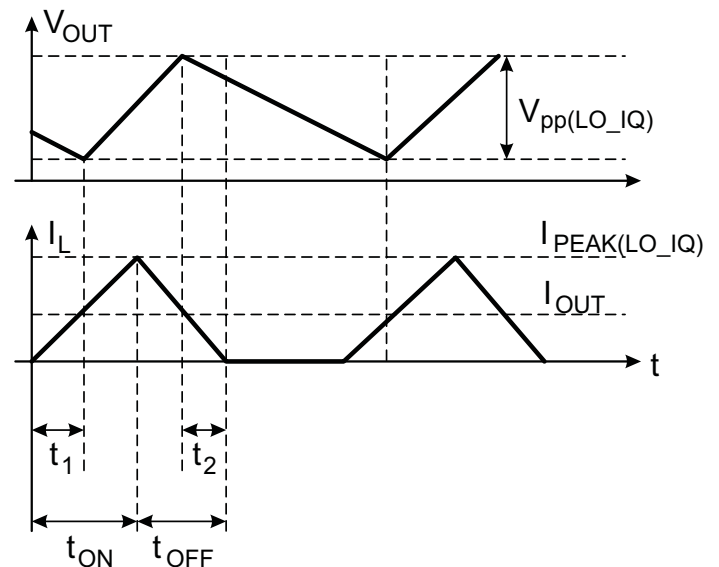 V_OUT
V_pp(LO_IQ)
I_L
I_PEAK(LO_IQ)
I_OUT
t
t_1
t_2
t_ON
t_OFF